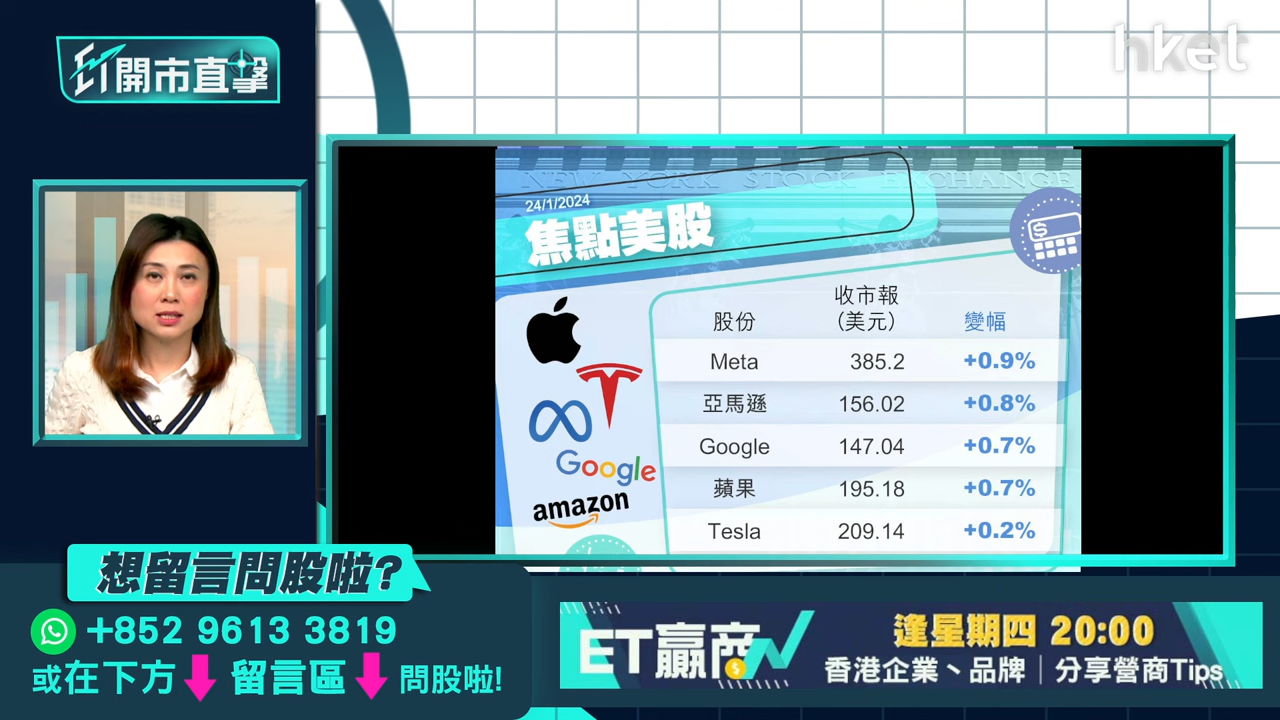 ET開市直擊
hket
NEW YORK STOCK EXCHANGE
24/1/2024
焦點美股
$
股份
收市報
(美元)
變幅
Meta 385.2 +0.9%
亞馬遜 156.02 +0.8%
Google 147.04 +0.7%
蘋果 195.18 +0.7%
Tesla 209.14 +0.2%
Google
amazon
想留言問股啦?
+852 9613 3819
或在下方 留言區 問股啦!
ET贏商
$
逢星期四 20:00
香港企業、品牌｜分享營商Tips